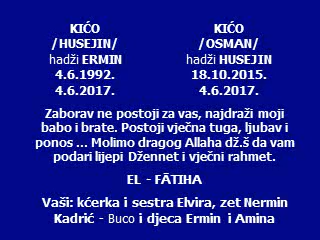 KIĆO KIĆO
/HUSEJIN/ /OSMAN/
hadži ERMIN hadži HUSEJIN
4.6.1992. 18.10.2015.
4.6.2017. 4.6.2017.
Zaborav ne postoji za vas, najdraži moji
babo i brate. Postoji vječna tuga, ljubav i
ponos ... Molimo dragog Allaha dž.š da vam
podari lijepi Džennet i vječni rahmet.
EL - FĀTIHA
Vaši: kćerka i sestra Elvira, zet Nermin
Kadrić - Buco i djeca Ermin i Amina